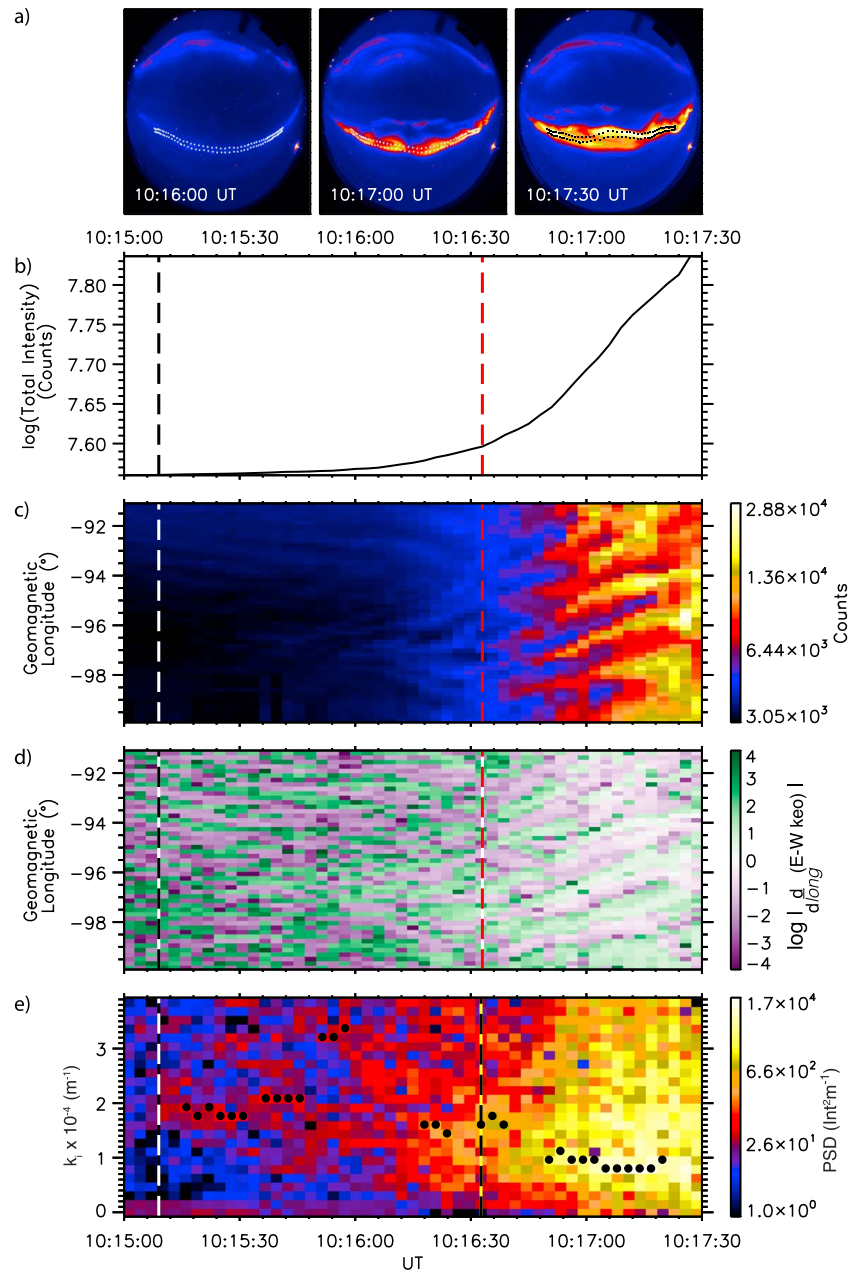 a)
10:16:00 UT
10:17:00 UT
10:17:30 UT
10:15:00 10:15:30 10:16:00 10:16:30 10:17:00 10:17:30
b)
log(Total Intensity)
(Counts)
7.80
7.75
7.70
7.65
7.60
c)
Geomagnetic
Longitude (°)
−92
−94
−96
−98
2.88×10⁴
1.36×10⁴
6.44×10³
3.05×10³
Counts
d)
Geomagnetic
Longitude (°)
−92
−94
−96
−98
4
3
2
1
0
−1
−2
−3
−4
log | d/dlong (E-W keo) |
e)
kᵢ x 10⁻⁴ (m⁻¹)
3
2
1
0
1.7×10⁴
6.6×10²
2.6×10¹
1.0×10⁰
PSD (Int²m⁻¹)
10:15:00 10:15:30 10:16:00 10:16:30 10:17:00 10:17:30
UT